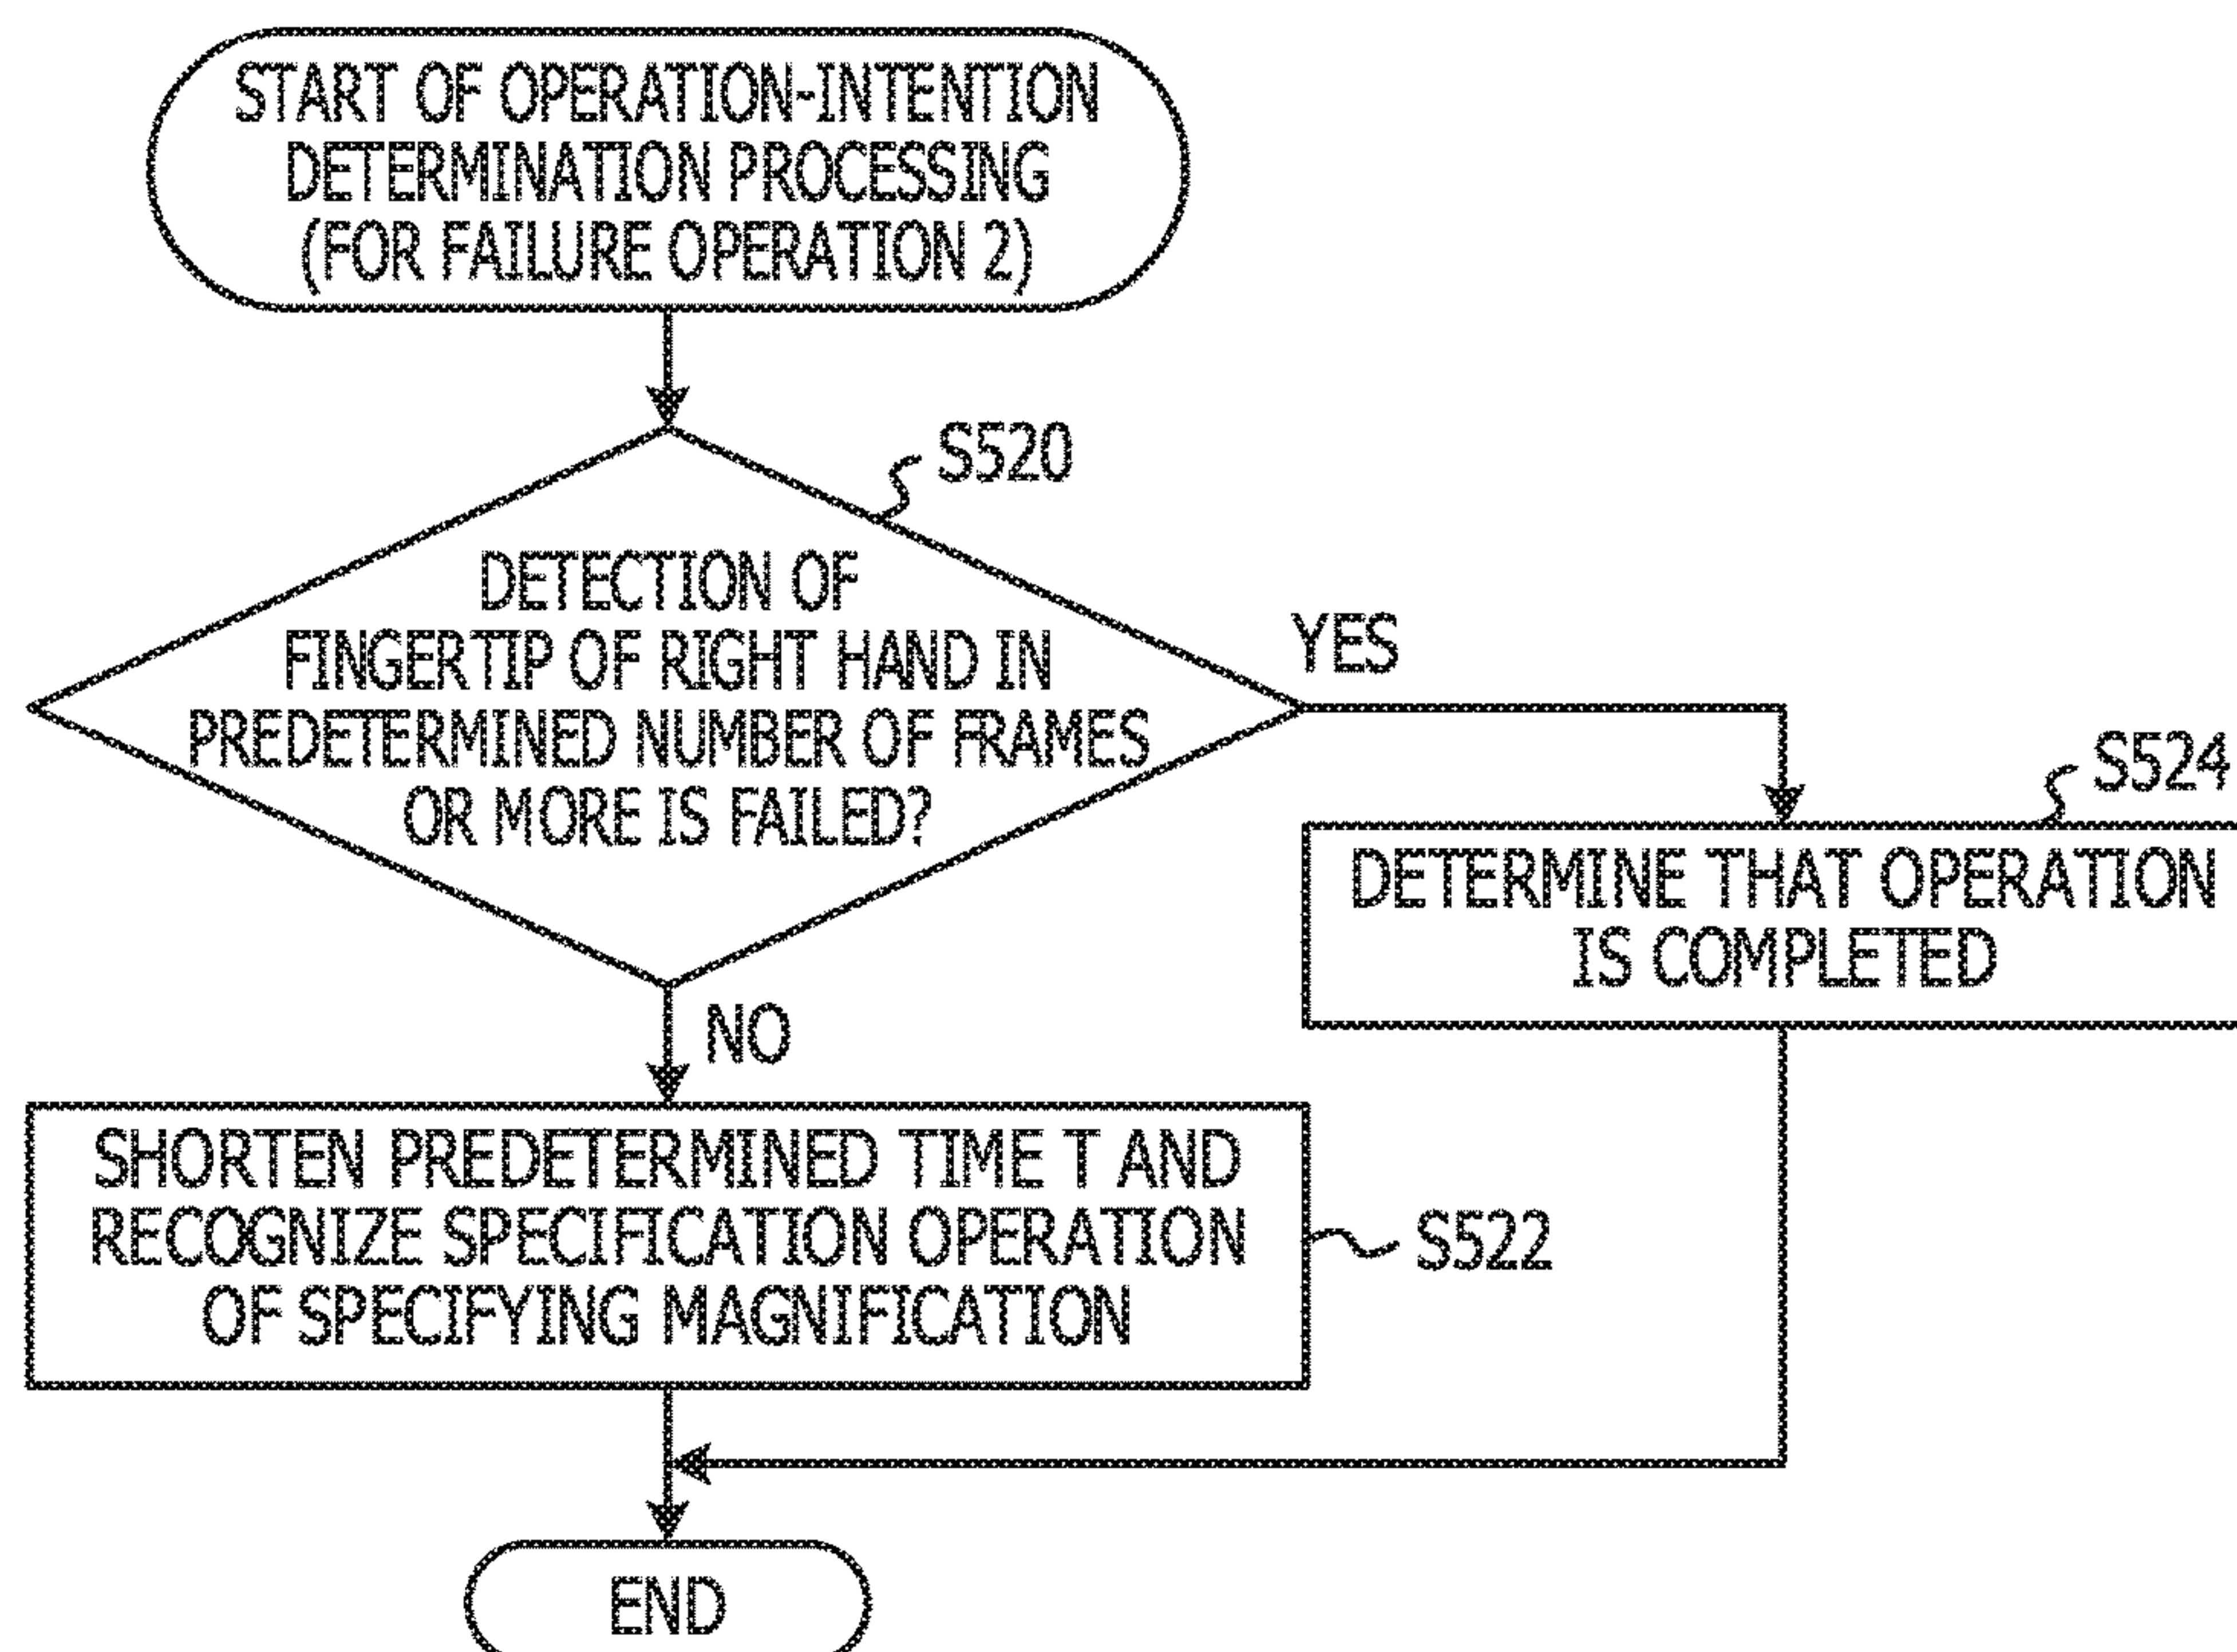 START OF OPERATION-INTENTION
DETERMINATION PROCESSING
(FOR FAILURE OPERATION 2)
S520
DETECTION OF
FINGERTIP OF RIGHT HAND IN
PREDETERMINED NUMBER OF FRAMES
OR MORE IS FAILED?
YES
S524
DETERMINE THAT OPERATION
IS COMPLETED
NO
SHORTEN PREDETERMINED TIME T AND
RECOGNIZE SPECIFICATION OPERATION
OF SPECIFYING MAGNIFICATION
S522
END